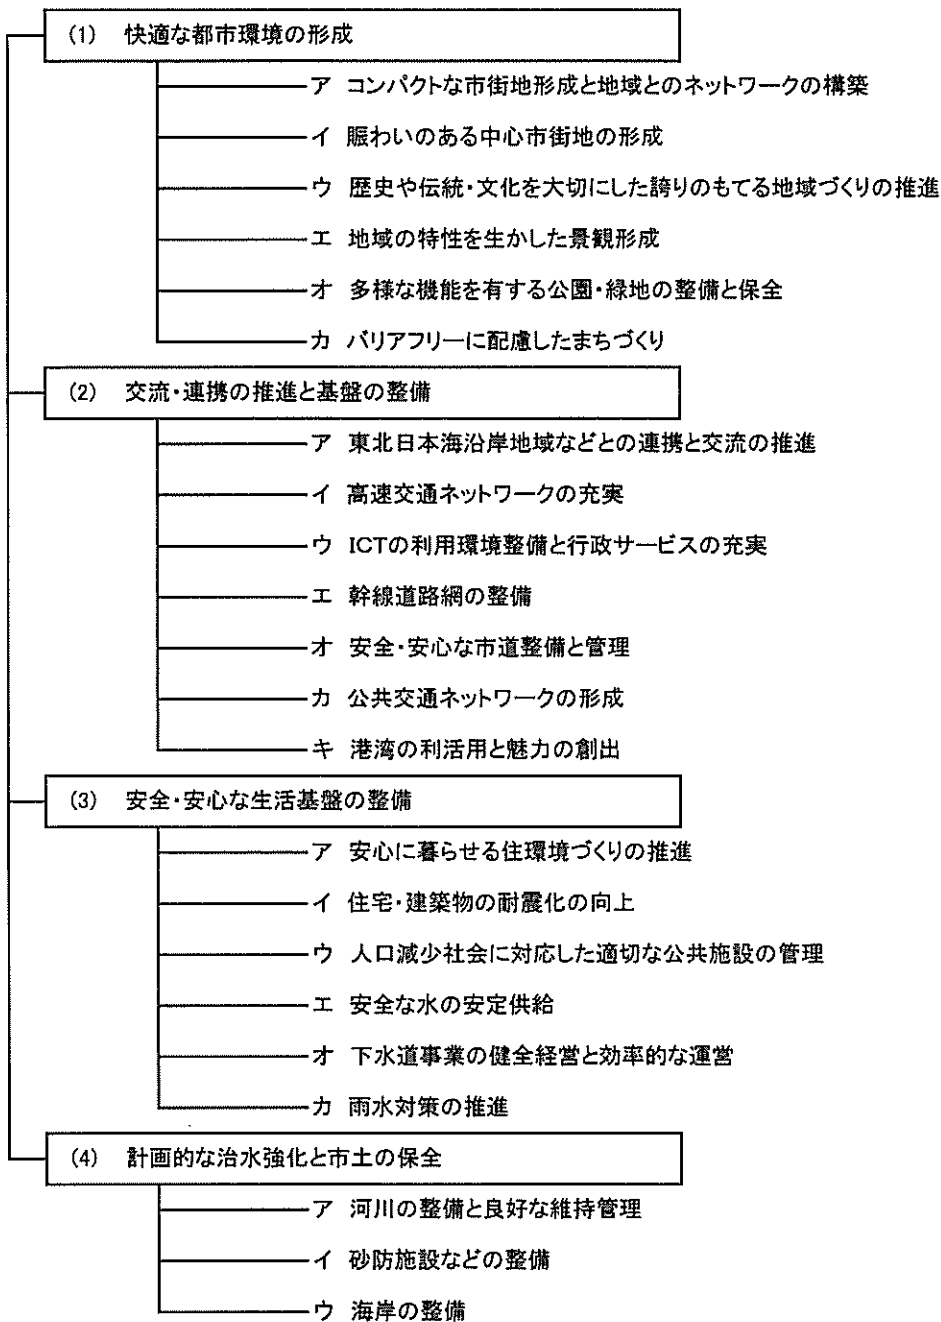 (1) 快適な都市環境の形成
ア コンパクトな市街地形成と地域とのネットワークの構築
イ 賑わいのある中心市街地の形成
ウ 歴史や伝統・文化を大切にした誇りのもてる地域づくりの推進
エ 地域の特性を生かした景観形成
オ 多様な機能を有する公園・緑地の整備と保全
カ バリアフリーに配慮したまちづくり
(2) 交流・連携の推進と基盤の整備
ア 東北日本海沿岸地域などとの連携と交流の推進
イ 高速交通ネットワークの充実
ウ ICTの利用環境整備と行政サービスの充実
エ 幹線道路網の整備
オ 安全・安心な市道整備と管理
カ 公共交通ネットワークの形成
キ 港湾の利活用と魅力の創出
(3) 安全・安心な生活基盤の整備
ア 安心に暮らせる住環境づくりの推進
イ 住宅・建築物の耐震化の向上
ウ 人口減少社会に対応した適切な公共施設の管理
エ 安全な水の安定供給
オ 下水道事業の健全経営と効率的な運営
カ 雨水対策の推進
(4) 計画的な治水強化と市土の保全
ア 河川の整備と良好な維持管理
イ 砂防施設などの整備
ウ 海岸の整備